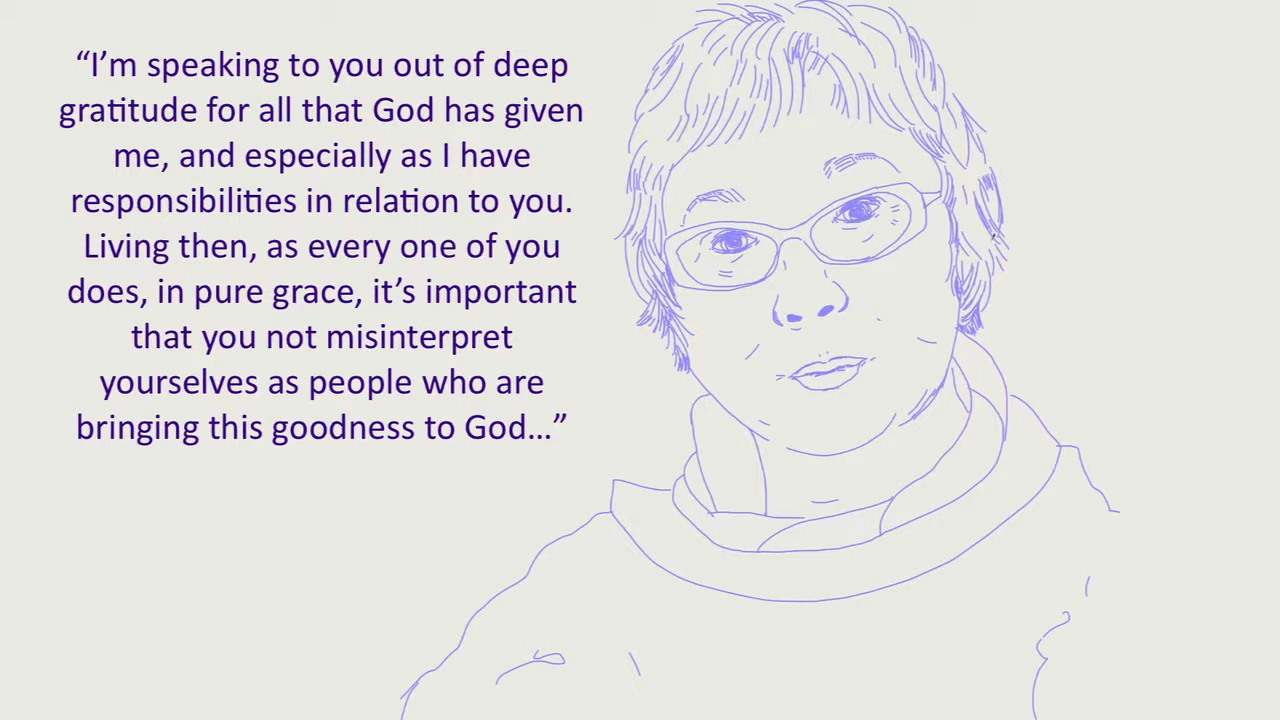 “I’m speaking to you out of deep
gratitude for all that God has given
me, and especially as I have
responsibilities in relation to you.
Living then, as every one of you
does, in pure grace, it’s important
that you not misinterpret
yourselves as people who are
bringing this goodness to God…”